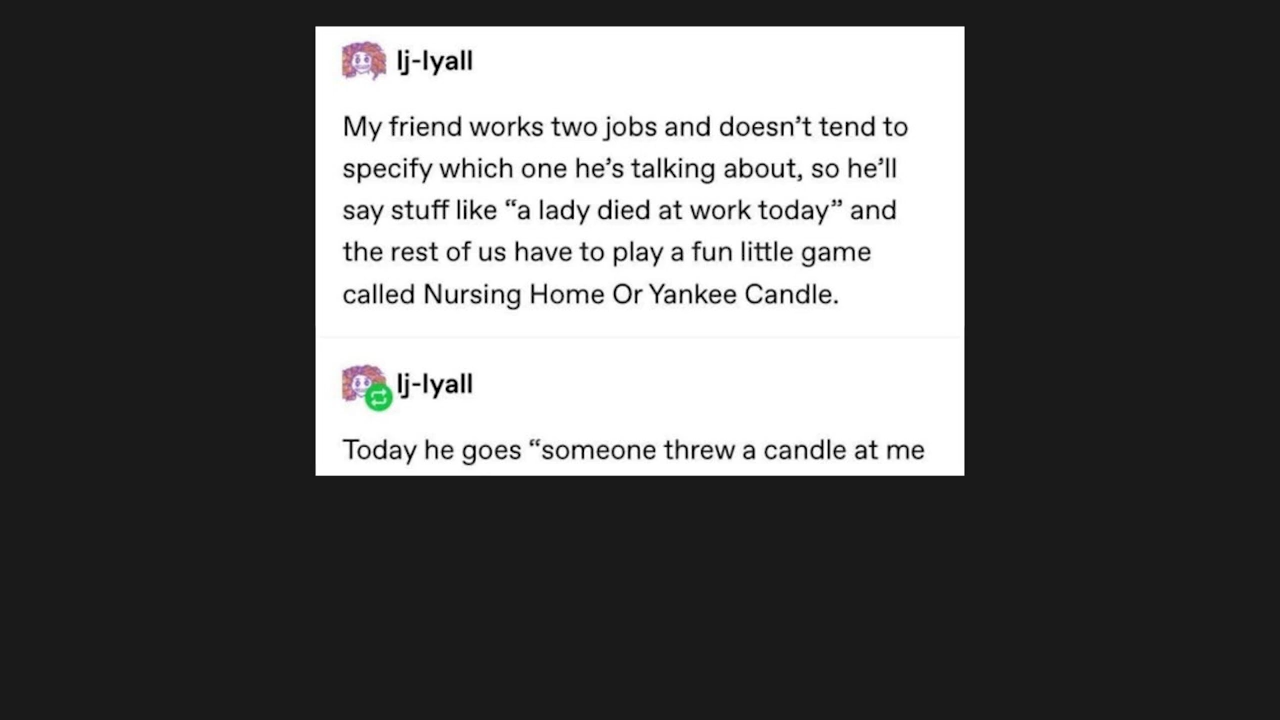 lj-lyall
My friend works two jobs and doesn’t tend to
specify which one he’s talking about, so he’ll
say stuff like “a lady died at work today” and
the rest of us have to play a fun little game
called Nursing Home Or Yankee Candle.
lj-lyall
Today he goes “someone threw a candle at me